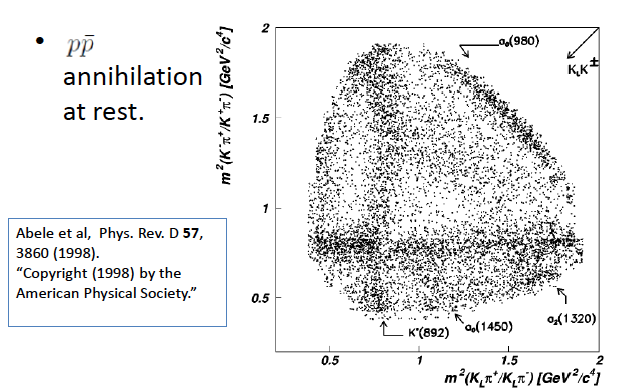 • pp̄
annihilation
at rest.
Abele et al, Phys. Rev. D 57,
3860 (1998).
“Copyright (1998) by the
American Physical Society.”
m²(K⁻π⁺/K⁺π⁻) [GeV²/c⁴]
2
1.5
1
0.5
a₀(980)
K_L K±
K*(892)
a₀(1450)
a₂(1320)
0.5
1
1.5
2
m²(K_Lπ⁺/K_Lπ⁻) [GeV²/c⁴]